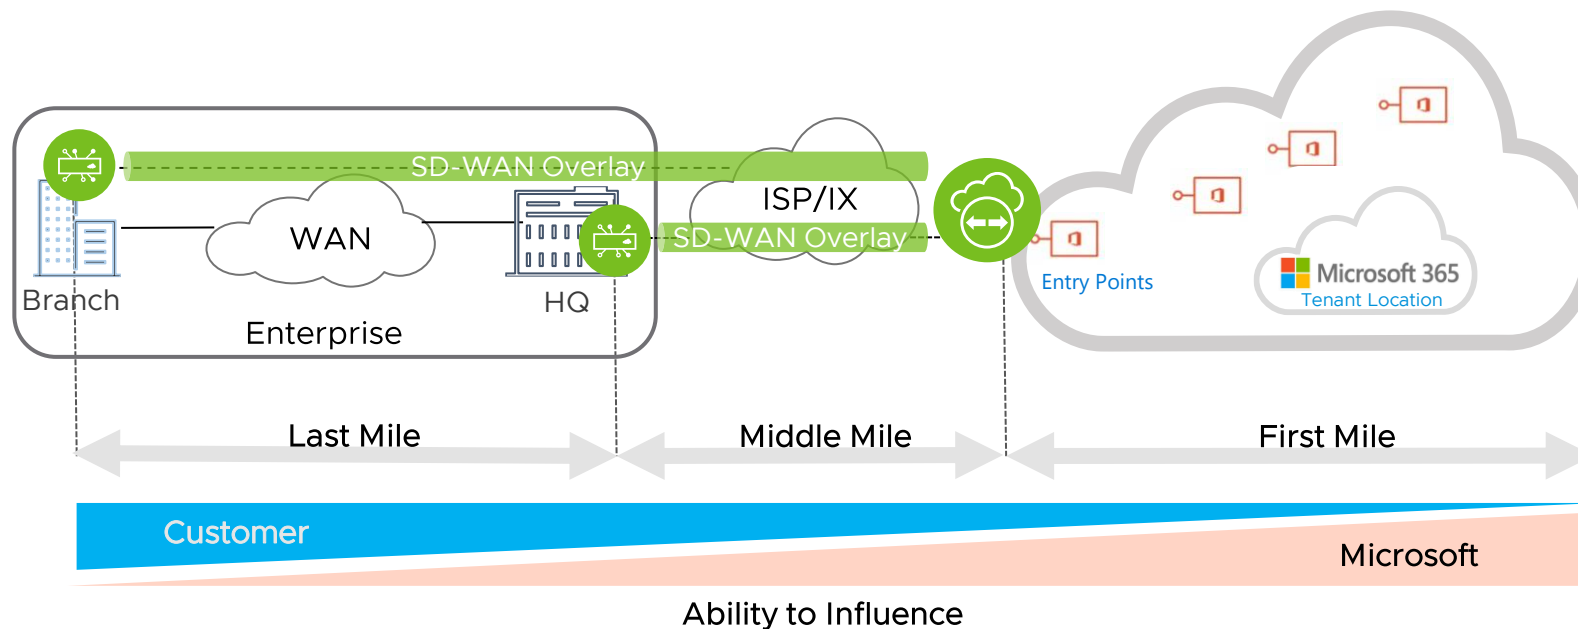 SD-WAN Overlay
ISP/IX
WAN
SD-WAN Overlay
Branch
HQ
Enterprise
Entry Points
Microsoft 365
Tenant Location
Last Mile
Middle Mile
First Mile
Customer
Microsoft
Ability to Influence